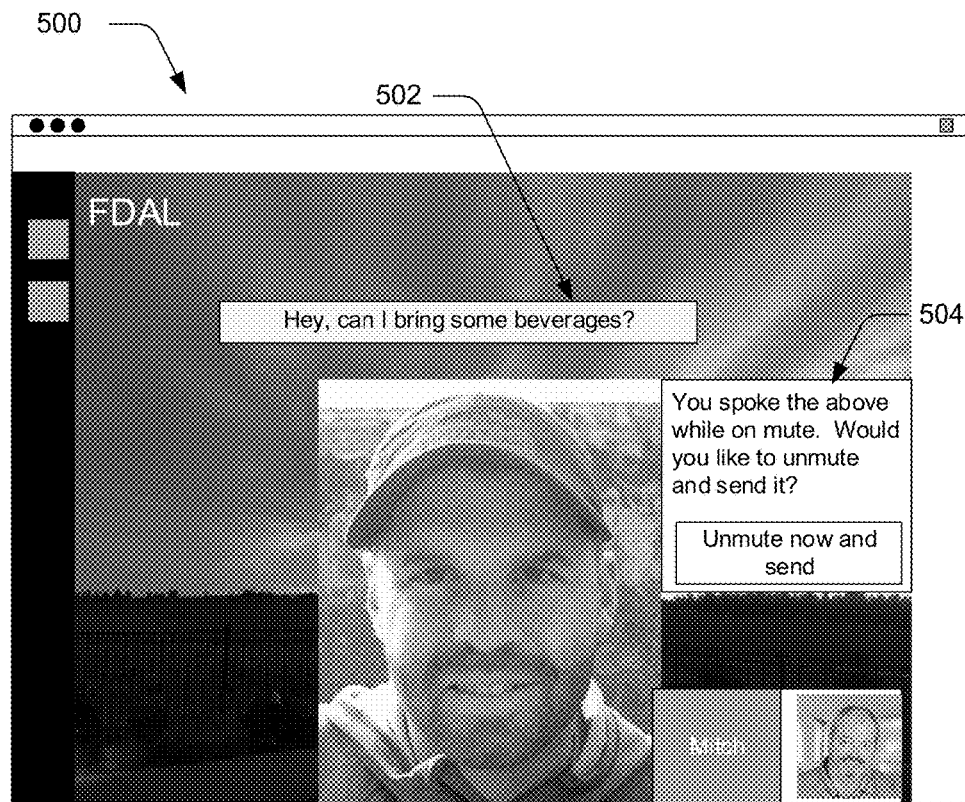 500
502
FDAL
Hey, can I bring some beverages?
504
You spoke the above
while on mute. Would
you like to unmute
and send it?
Unmute now and
send
Mitch